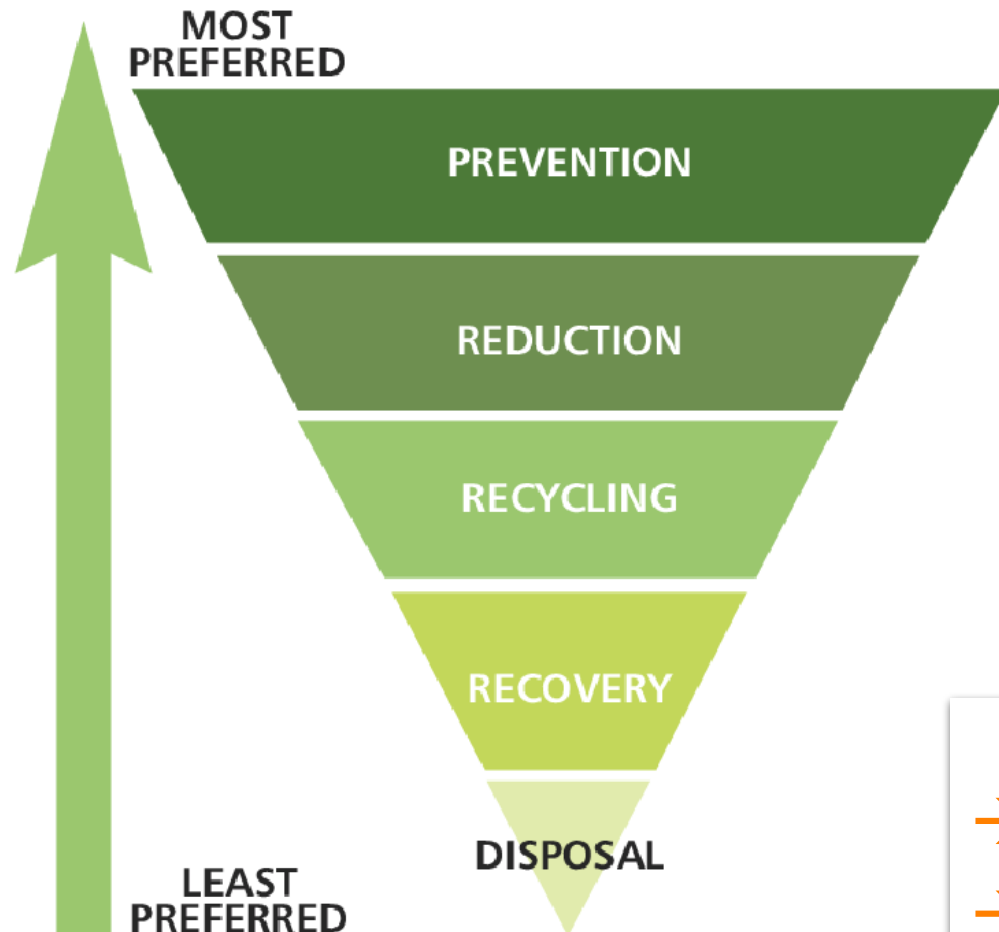 MOST
PREFERRED
PREVENTION
REDUCTION
RECYCLING
RECOVERY
DISPOSAL
LEAST
PREFERRED